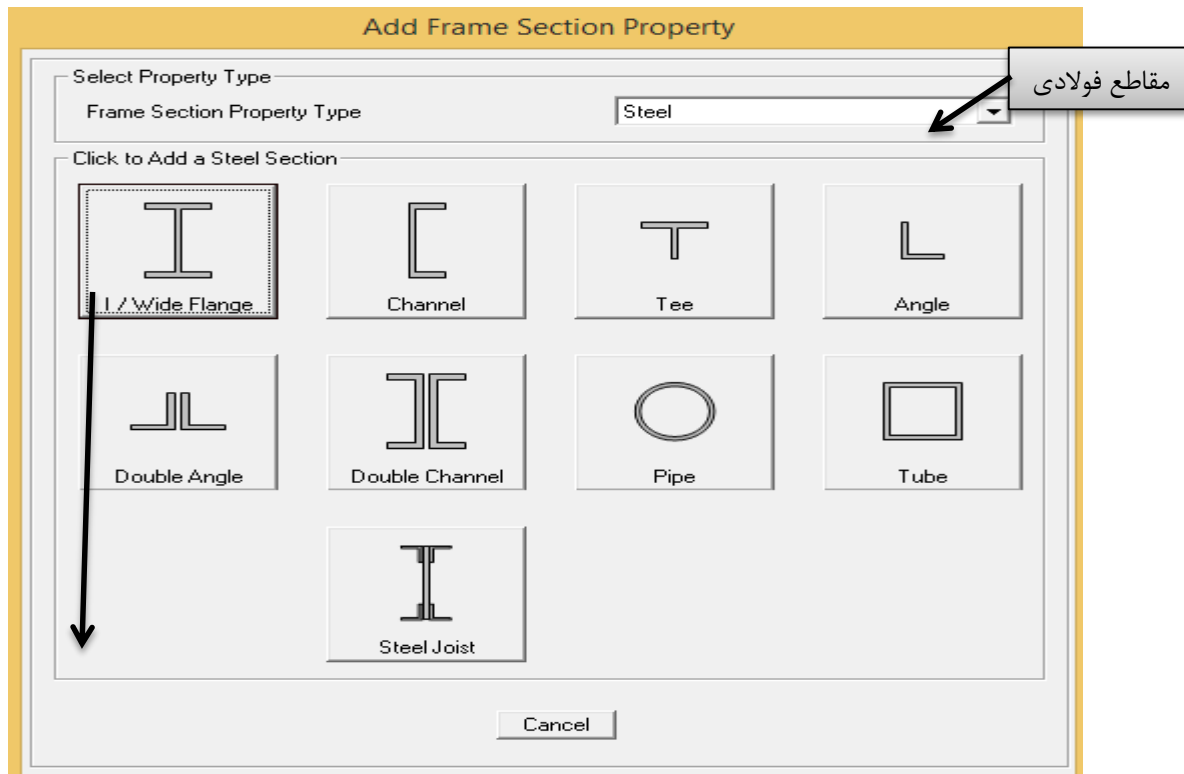 Add Frame Section Property
Select Property Type
مقاطع فولادی
Frame Section Property Type Steel
Click to Add a Steel Section
I / Wide Flange Channel Tee Angle
Double Angle Double Channel Pipe Tube
Steel Joist
Cancel